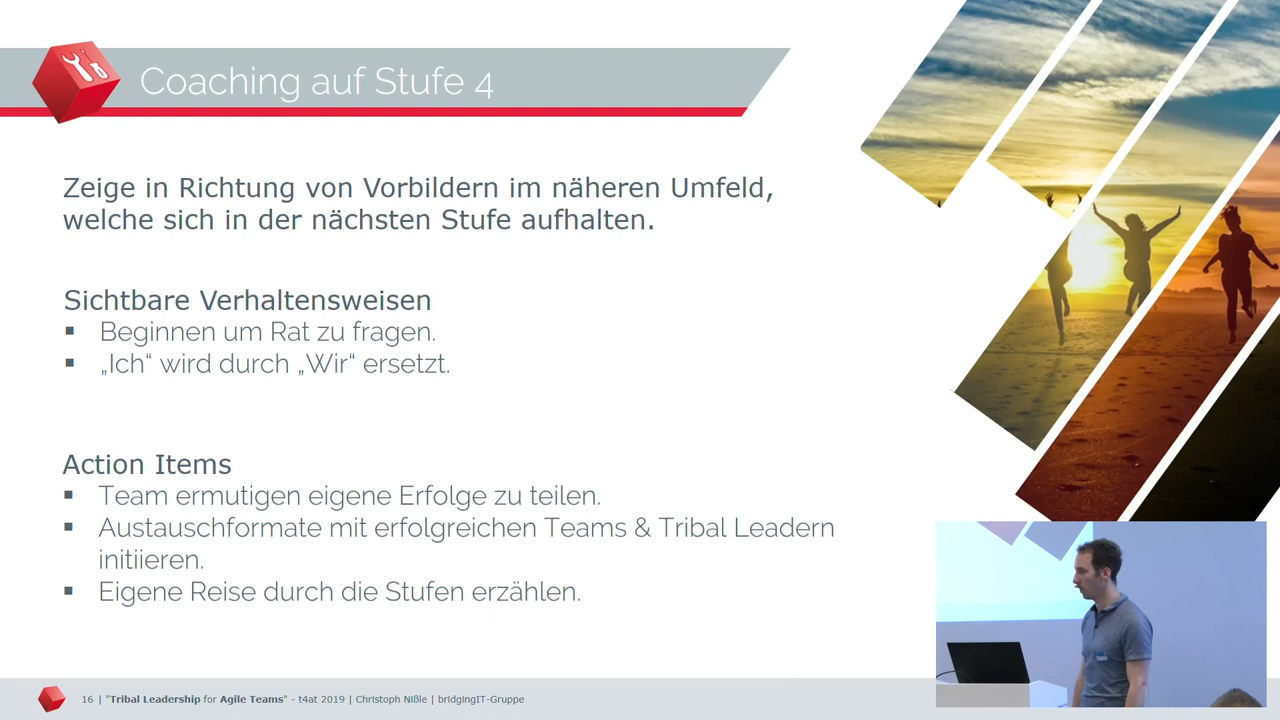 Coaching auf Stufe 4
Zeige in Richtung von Vorbildern im näheren Umfeld,
welche sich in der nächsten Stufe aufhalten.
Sichtbare Verhaltensweisen
▪ Beginnen um Rat zu fragen.
▪ „Ich“ wird durch „Wir“ ersetzt.
Action Items
▪ Team ermutigen eigene Erfolge zu teilen.
▪ Austauschformate mit erfolgreichen Teams & Tribal Leadern
initiieren.
▪ Eigene Reise durch die Stufen erzählen.
16 | "Tribal Leadership for Agile Teams" - t4at 2019 | Christoph Nißle | bridgingIT-Gruppe